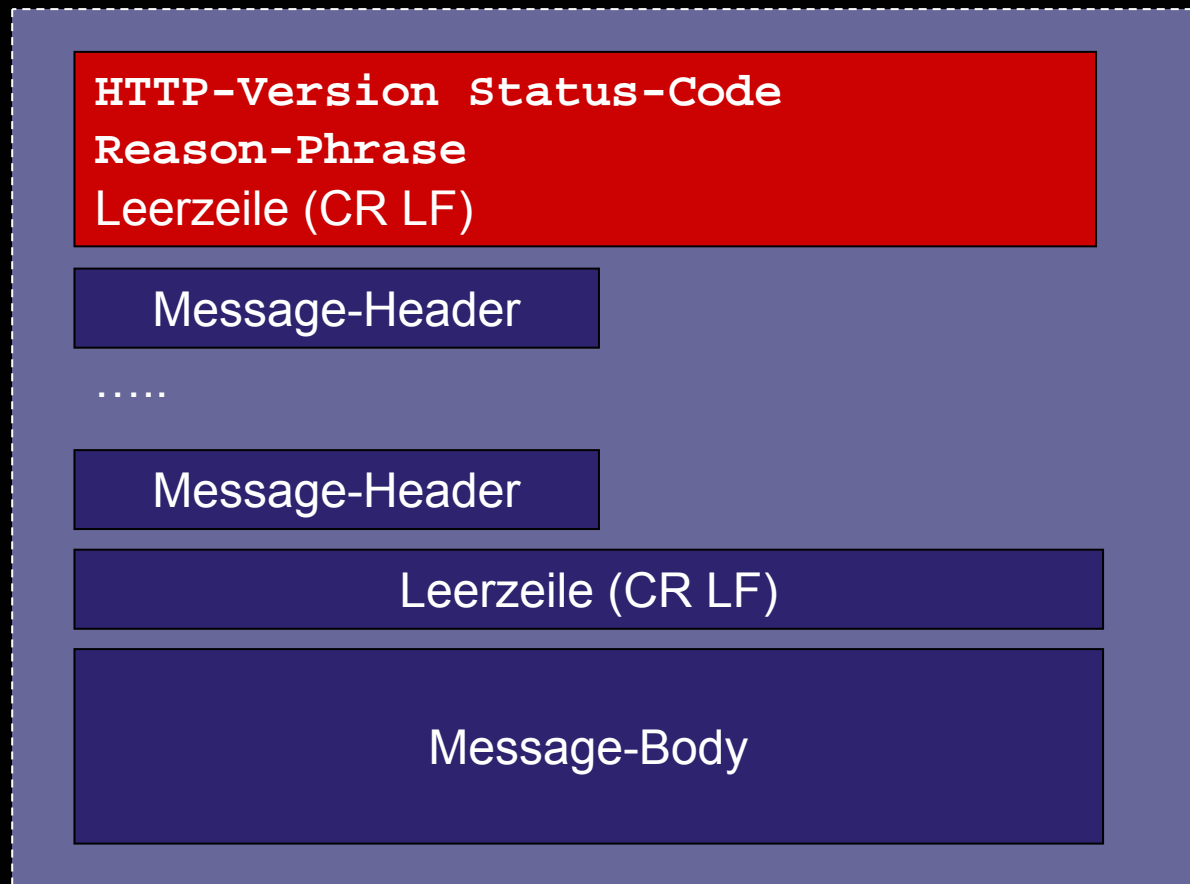 HTTP-Version Status-Code
Reason-Phrase
Leerzeile (CR LF)
Message-Header
…..
Message-Header
Leerzeile (CR LF)
Message-Body